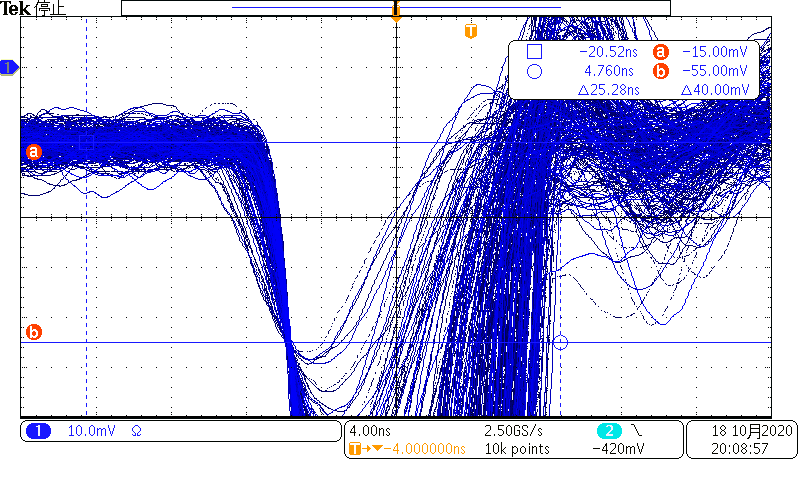 Tek 停止
T
1
−20.52ns a −15.00mV
4.760ns b −55.00mV
Δ25.28ns Δ40.00mV
a
b
1 10.0mV Ω
4.00ns 2.50GS/s 2
T→▼−4.000000ns 10k points −420mV
18 10月2020
20:08:57